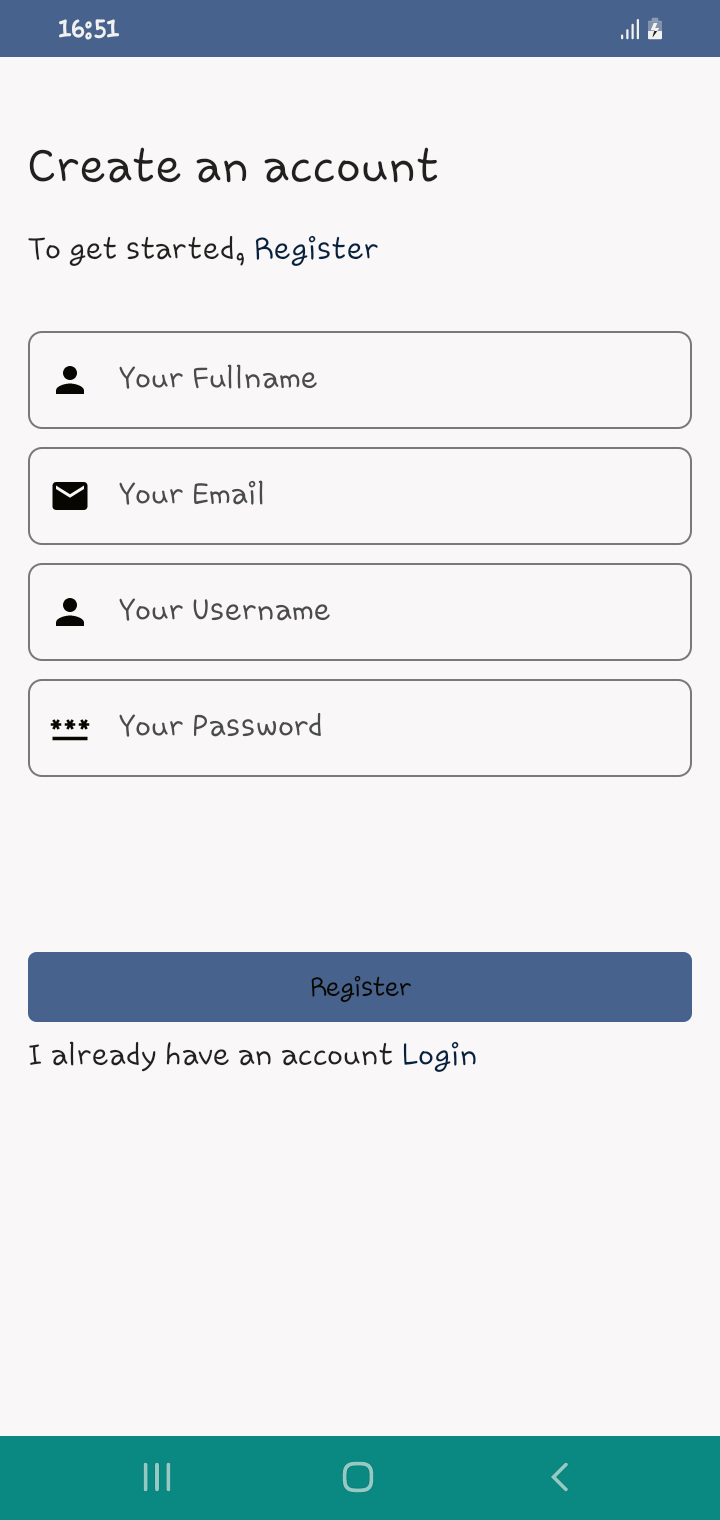 16:51
Create an account
To get started, Register
Your Fullname
Your Email
Your Username
*** Your Password
Register
I already have an account Login